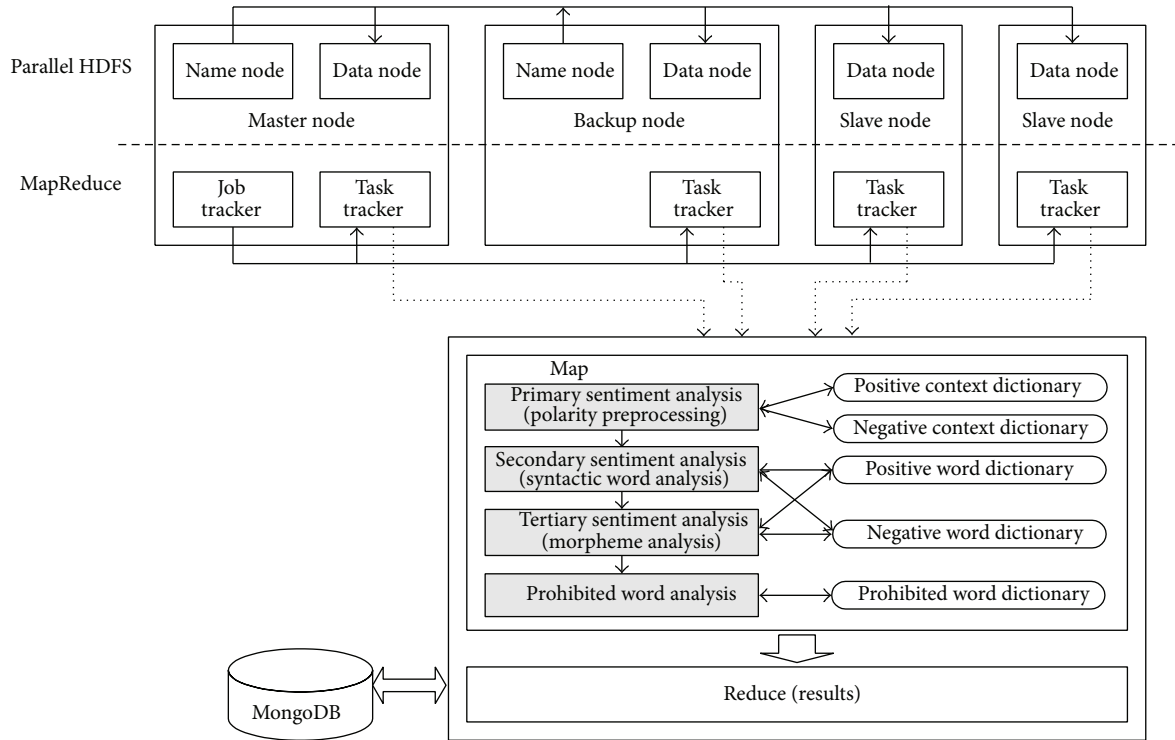 Parallel HDFS
Name node
Data node
Name node
Data node
Data node
Data node
Master node
Backup node
Slave node
Slave node
MapReduce
Job
tracker
Task
tracker
Task
tracker
Task
tracker
Task
tracker
Map
Primary sentiment analysis
(polarity preprocessing)
Positive context dictionary
Negative context dictionary
Secondary sentiment analysis
(syntactic word analysis)
Positive word dictionary
Tertiary sentiment analysis
(morpheme analysis)
Negative word dictionary
Prohibited word analysis
Prohibited word dictionary
Reduce (results)
MongoDB